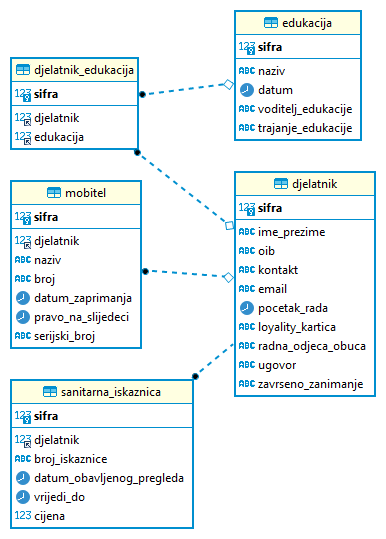 edukacija
123 sifra
ABC naziv
datum
ABC voditelj_edukacije
ABC trajanje_edukacije
djelatnik_edukacija
123 sifra
123 djelatnik
123 edukacija
mobitel
123 sifra
123 djelatnik
ABC naziv
ABC broj
datum_zaprimanja
pravo_na_slijedeci
ABC serijski_broj
djelatnik
123 sifra
ABC ime_prezime
ABC oib
ABC kontakt
ABC email
pocetak_rada
ABC loyality_kartica
ABC radna_odjeca_obuca
ABC ugovor
ABC zavrseno_zanimanje
sanitarna_iskaznica
123 sifra
123 djelatnik
ABC broj_iskaznice
datum_obavljenog_pregleda
vrijedi_do
123 cijena